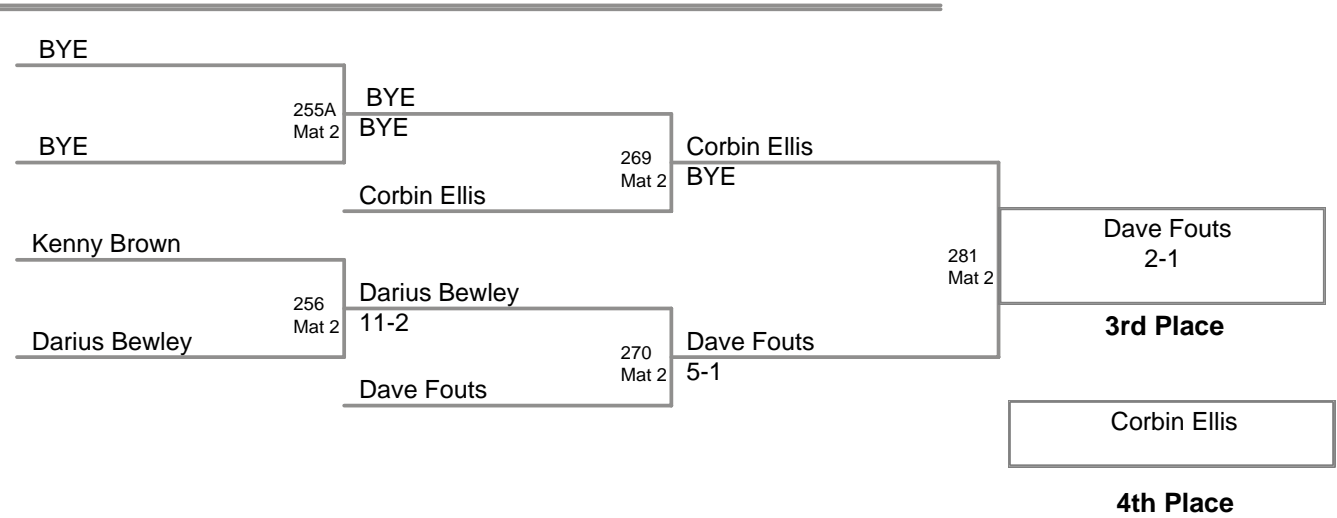 BYE
255A
Mat 2
BYE
BYE
BYE
269
Mat 2
Corbin Ellis
Corbin Ellis
BYE
Kenny Brown
256
Mat 2
Darius Bewley
Darius Bewley
11-2
270
Mat 2
Dave Fouts
Dave Fouts
5-1
281
Mat 2
Dave Fouts
2-1
3rd Place
Corbin Ellis
4th Place